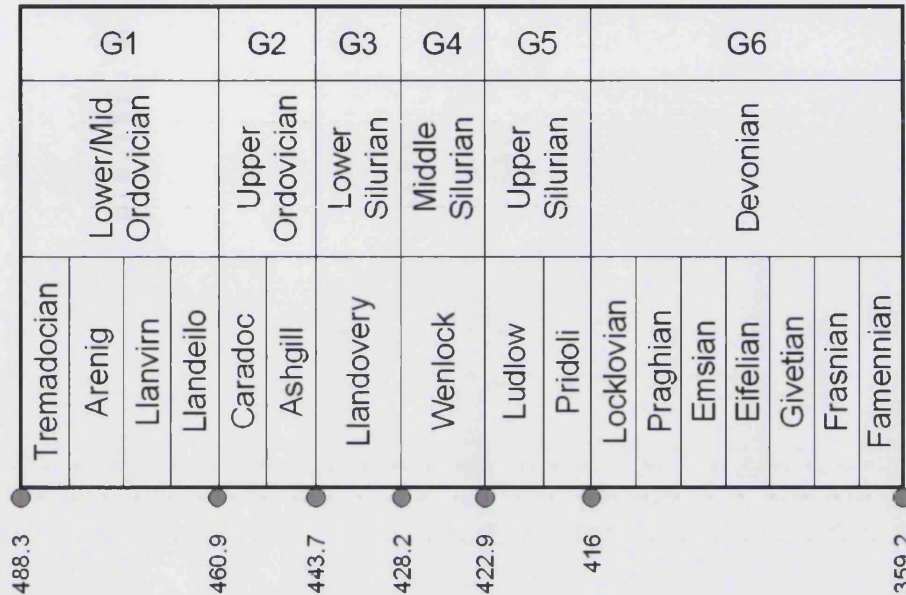 G1 G2 G3 G4 G5 G6
Lower/Mid
Ordovician
Upper
Ordovician
Lower
Silurian
Middle
Silurian
Upper
Silurian
Devonian
Tremadocian
Arenig
Llanvirn
Llandeilo
Caradoc
Ashgill
Llandovery
Wenlock
Ludlow
Pridoli
Locklovian
Praghian
Emsian
Eifelian
Givetian
Frasnian
Famennian
488.3
460.9
443.7
428.2
422.9
416
359.2